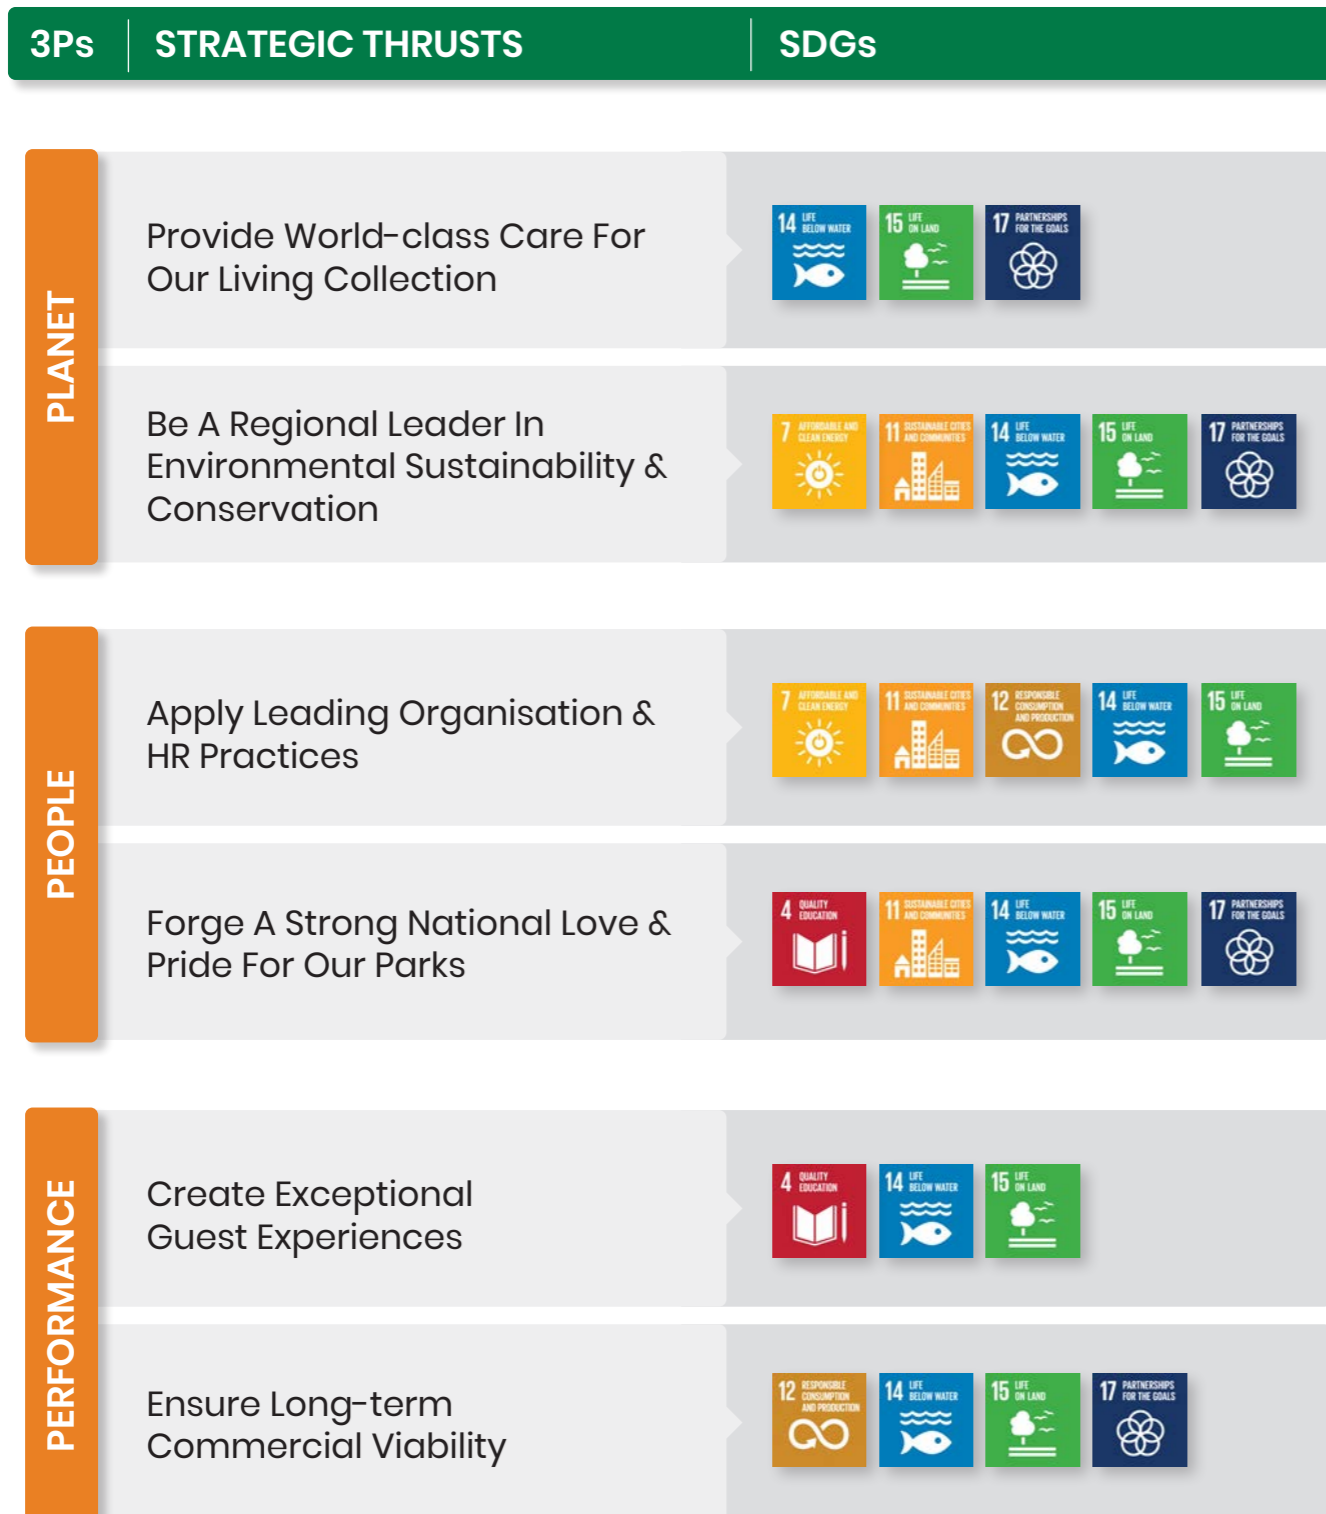 3Ps STRATEGIC THRUSTS SDGs
PLANET
Provide World-class Care For
Our Living Collection
14 LIFE BELOW WATER
15 LIFE ON LAND
17 PARTNERSHIPS FOR THE GOALS
Be A Regional Leader In
Environmental Sustainability &
Conservation
7 AFFORDABLE AND CLEAN ENERGY
11 SUSTAINABLE CITIES AND COMMUNITIES
14 LIFE BELOW WATER
15 LIFE ON LAND
17 PARTNERSHIPS FOR THE GOALS
PEOPLE
Apply Leading Organisation &
HR Practices
7 AFFORDABLE AND CLEAN ENERGY
11 SUSTAINABLE CITIES AND COMMUNITIES
12 RESPONSIBLE CONSUMPTION AND PRODUCTION
14 LIFE BELOW WATER
15 LIFE ON LAND
Forge A Strong National Love &
Pride For Our Parks
4 QUALITY EDUCATION
11 SUSTAINABLE CITIES AND COMMUNITIES
14 LIFE BELOW WATER
15 LIFE ON LAND
17 PARTNERSHIPS FOR THE GOALS
PERFORMANCE
Create Exceptional
Guest Experiences
4 QUALITY EDUCATION
14 LIFE BELOW WATER
15 LIFE ON LAND
Ensure Long-term
Commercial Viability
12 RESPONSIBLE CONSUMPTION AND PRODUCTION
14 LIFE BELOW WATER
15 LIFE ON LAND
17 PARTNERSHIPS FOR THE GOALS